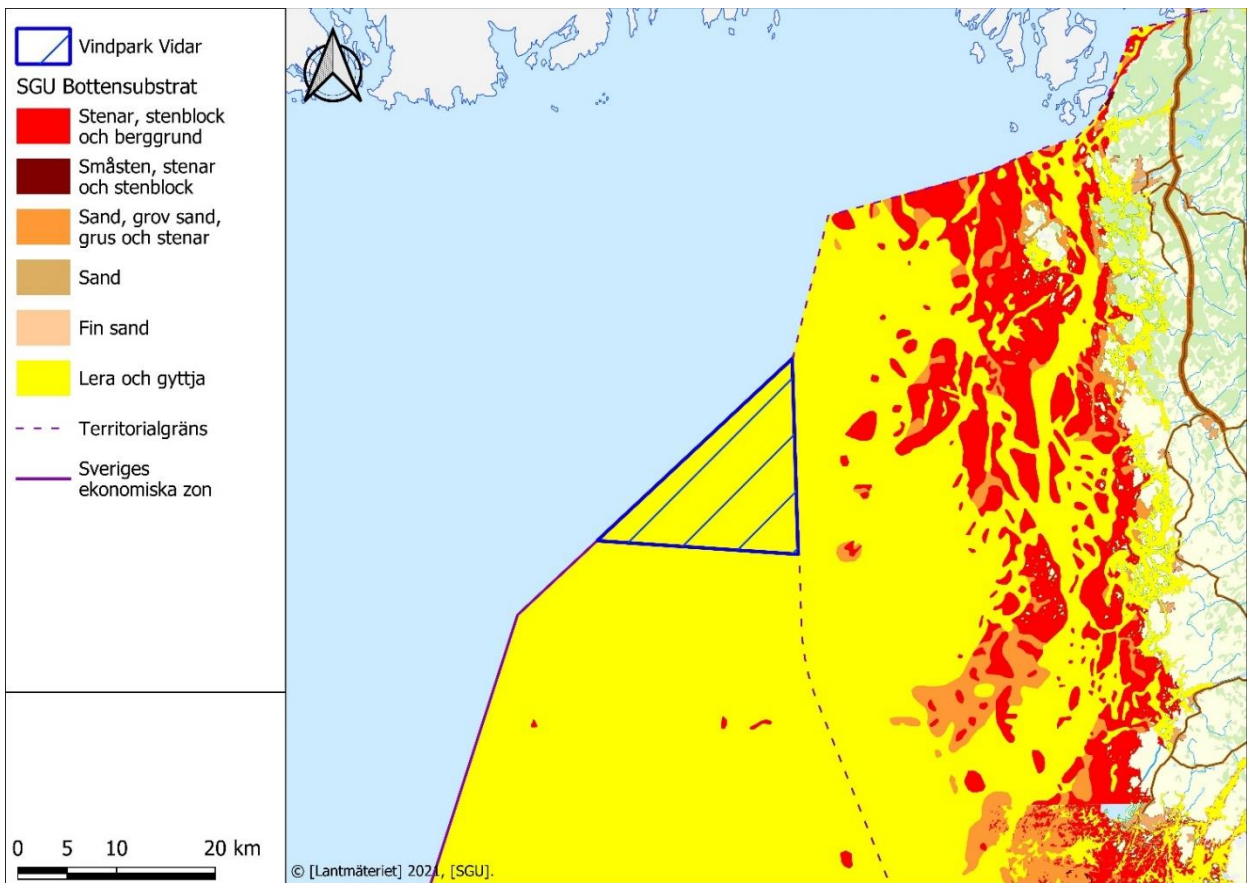 Vindpark Vidar
SGU Bottensubstrat
Stenar, stenblock
och berggrund
Småsten, stenar
och stenblock
Sand, grov sand,
grus och stenar
Sand
Fin sand
Lera och gyttja
Territorialgräns
Sveriges
ekonomiska zon
0 5 10 20 km
© [Lantmäteriet] 2021, [SGU].